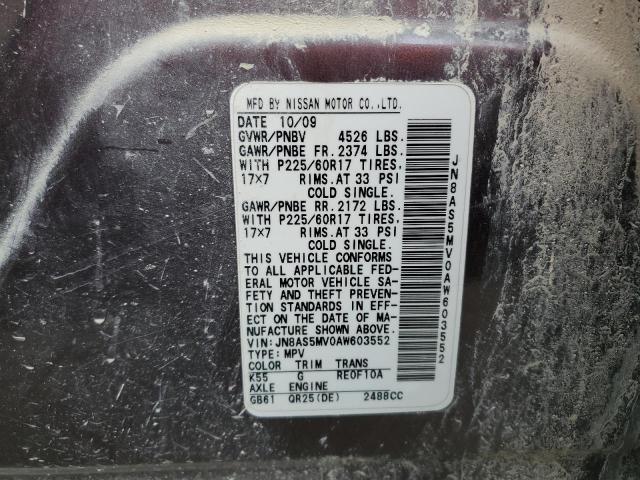 MFD BY NISSAN MOTOR CO.,LTD.
DATE 10/09
GVWR/PNBV 4526 LBS.
GAWR/PNBE FR. 2374 LBS.
WITH P225/60R17 TIRES,
17×7 RIMS.AT 33 PSI
COLD SINGLE.
GAWR/PNBE RR. 2172 LBS.
WITH P225/60R17 TIRES,
17×7 RIMS.AT 33 PSI
COLD SINGLE.
THIS VEHICLE CONFORMS
TO ALL APPLICABLE FED-
ERAL MOTOR VEHICLE SA-
FETY AND THEFT PREVEN-
TION STANDARDS IN EFF-
ECT ON THE DATE OF MA-
NUFACTURE SHOWN ABOVE.
VIN: JN8AS5MV0AW603552
TYPE: MPV
COLOR TRIM TRANS
K55 G RE0F10A
AXLE ENGINE
GB61 QR25(DE) 2488CC
JN8AS5MV0AW603552